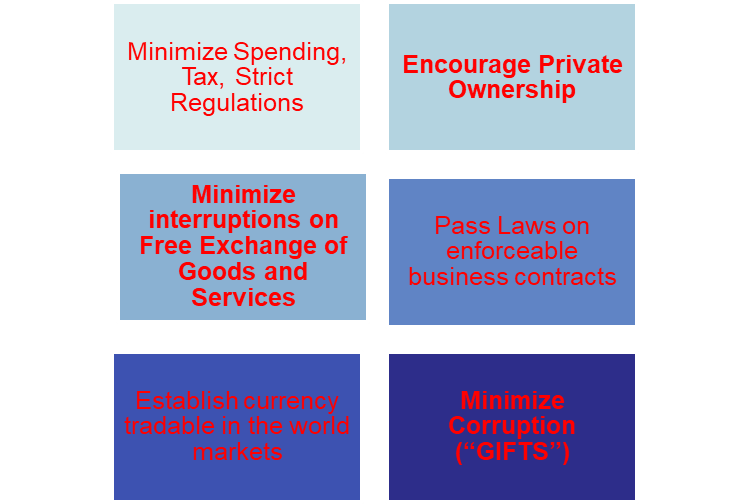 Minimize Spending,
Tax, Strict
Regulations
Encourage Private
Ownership
Minimize
interruptions on
Free Exchange of
Goods and
Services
Pass Laws on
enforceable
business contracts
Establish currency
tradable in the world
markets
Minimize
Corruption
(“GIFTS”)